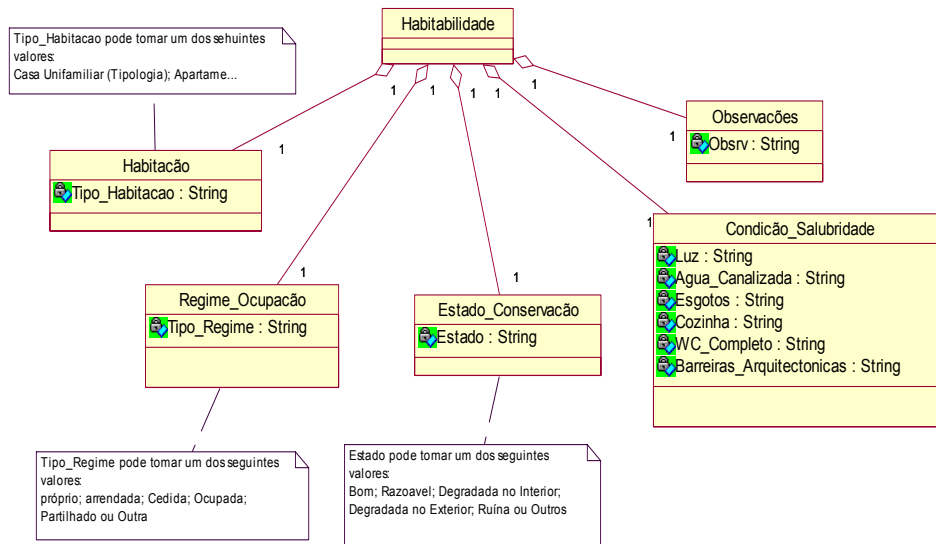 Habitabilidade
Tipo_Habitacao pode tomar um dos sehuintes
valores:
Casa Unifamiliar (Tipologia); Apartame...
1
1
1
1
1
Observacões
Obsrv : String
1
Habitacão
Tipo_Habitacao : String
1
Condicão_Salubridade
Luz : String
Agua_Canalizada : String
Esgotos : String
Cozinha : String
WC_Completo : String
Barreiras_Arquitectonicas : String
1
Regime_Ocupacão
Tipo_Regime : String
1
Estado_Conservacão
Estado : String
1
Tipo_Regime pode tomar um dos seguintes
valores:
próprio; arrendada; Cedida; Ocupada;
Partilhado ou Outra
Estado pode tomar um dos seguintes
valores:
Bom; Razoavel; Degradada no Interior;
Degradada no Exterior; Ruína ou Outros